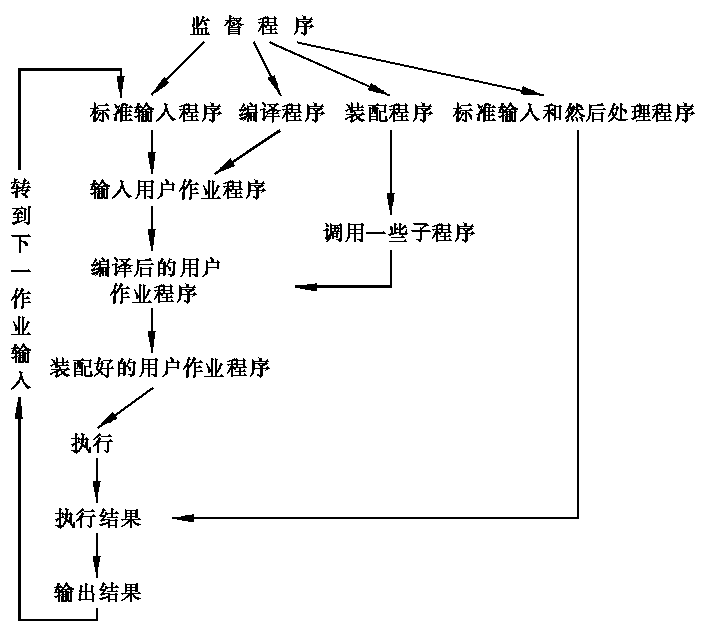 监督程序
标准输入程序
编译程序
装配程序
标准输入和然后处理程序
输入用户作业程序
调用一些子程序
编译后的用户
作业程序
装配好的用户作业程序
执行
执行结果
输出结果
转到下一作业输入